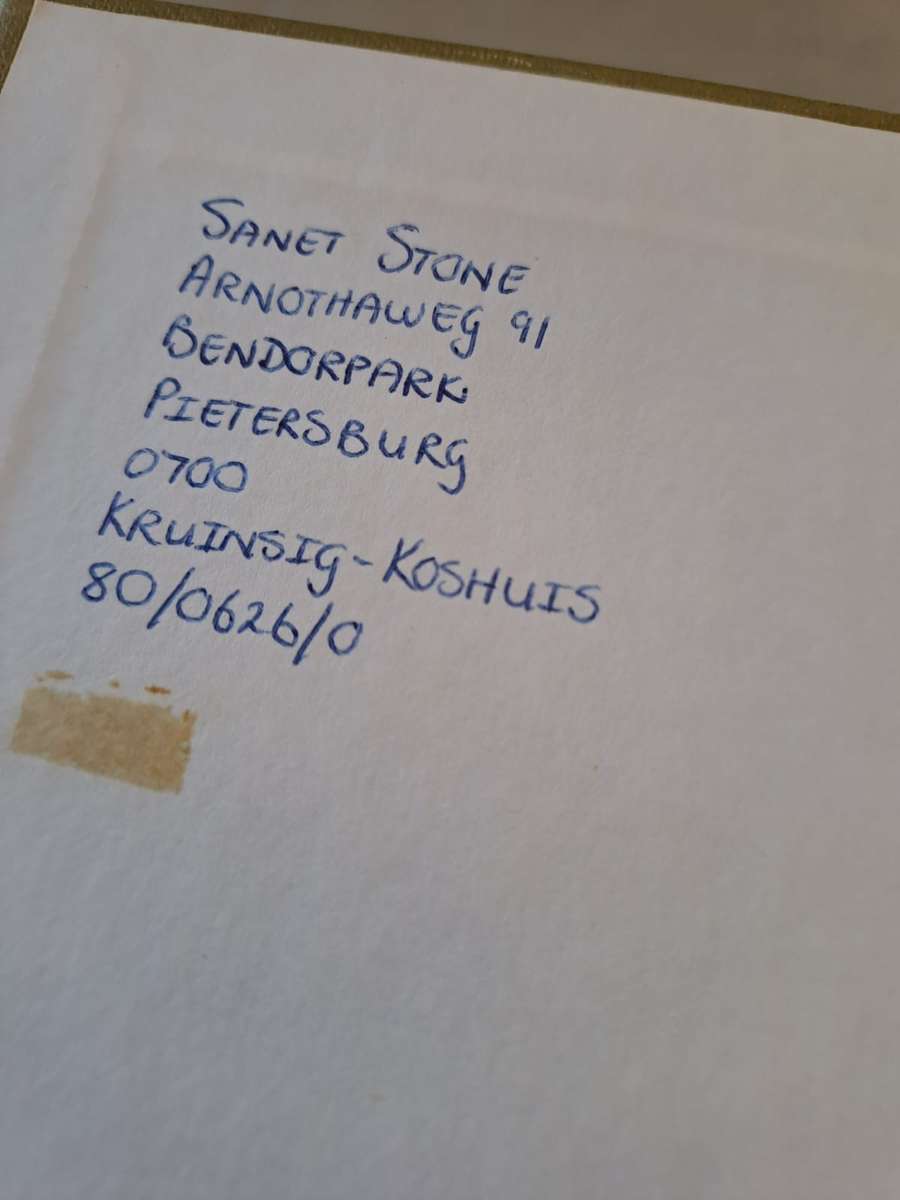 SANET STONE
ARNOTHAWEG 91
BENDORPARK
PIETERSBURG
0700
KRUINSIG-KOSHUIS
80/0626/0